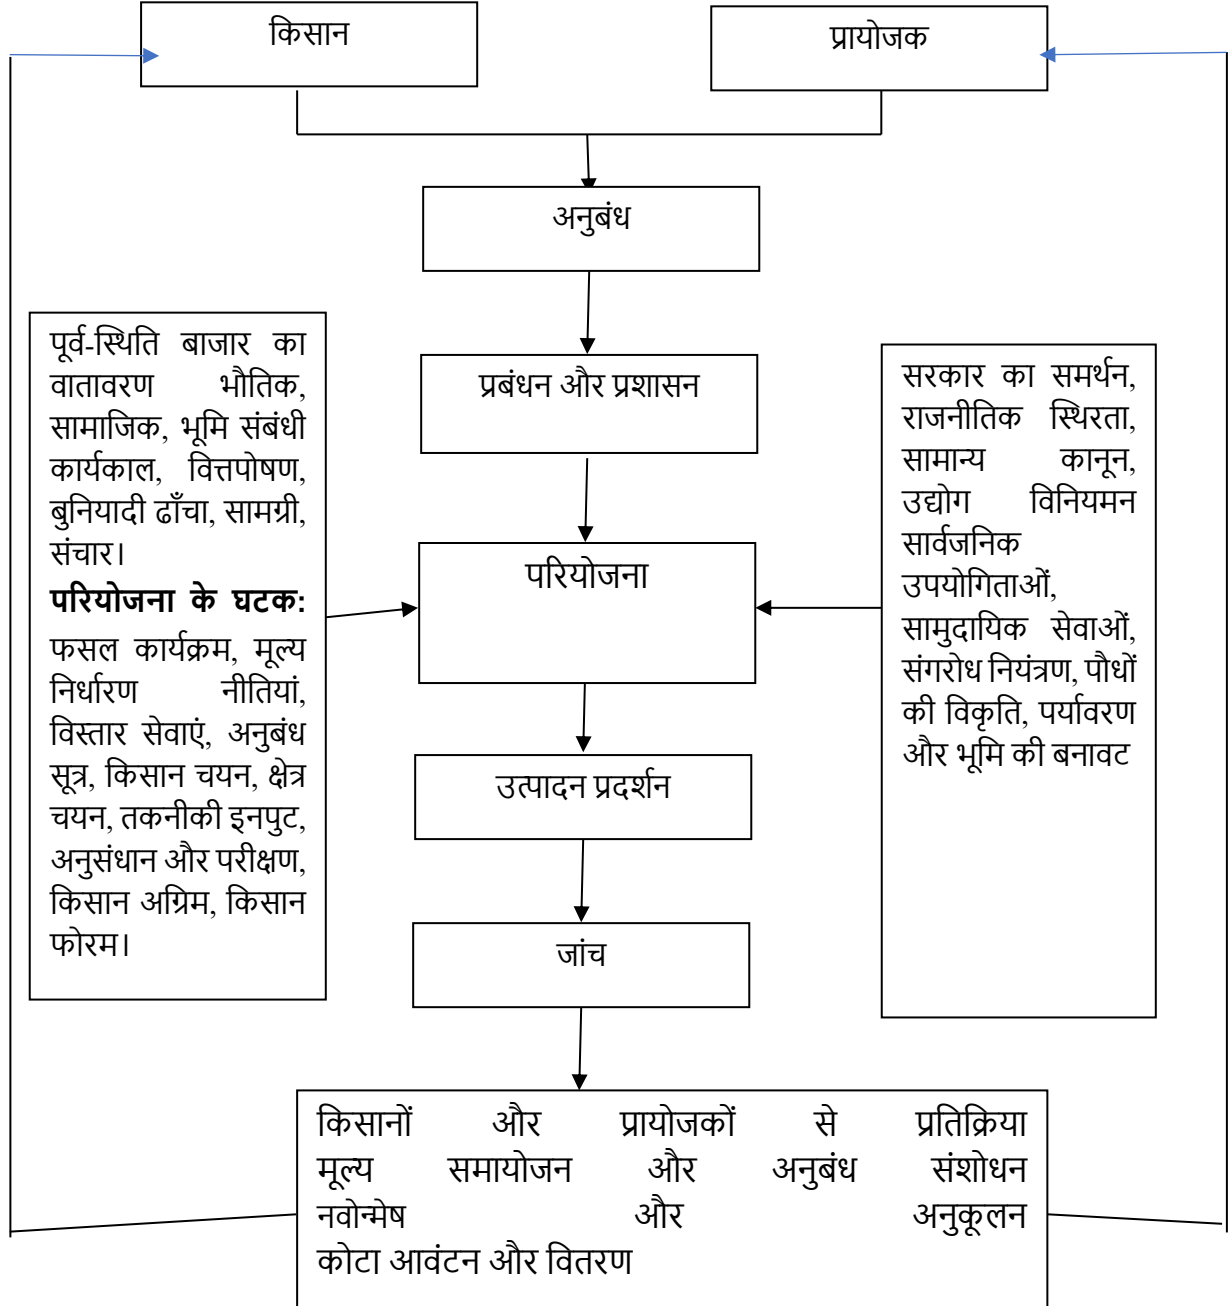 किसान
प्रायोजक
अनुबंध
प्रबंधन और प्रशासन
पूर्व-स्थिति बाजार का
वातावरण भौतिक,
सामाजिक, भूमि संबंधी
कार्यकाल, वित्तपोषण,
बुनियादी ढाँचा, सामग्री,
संचार।
परियोजना के घटक:
फसल कार्यक्रम, मूल्य
निर्धारण नीतियां,
विस्तार सेवाएं, अनुबंध
सूत्र, किसान चयन, क्षेत्र
चयन, तकनीकी इनपुट,
अनुसंधान और परीक्षण,
किसान अग्रिम, किसान
फोरम।
परियोजना
सरकार का समर्थन,
राजनीतिक स्थिरता,
सामान्य कानून,
उद्योग विनियमन
सार्वजनिक
उपयोगिताओं,
सामुदायिक सेवाओं,
संगरोध नियंत्रण, पौधों
की विकृति, पर्यावरण
और भूमि की बनावट
उत्पादन प्रदर्शन
जांच
किसानों और प्रायोजकों से प्रतिक्रिया
मूल्य समायोजन और अनुबंध संशोधन
नवोन्मेष और अनुकूलन
कोटा आवंटन और वितरण